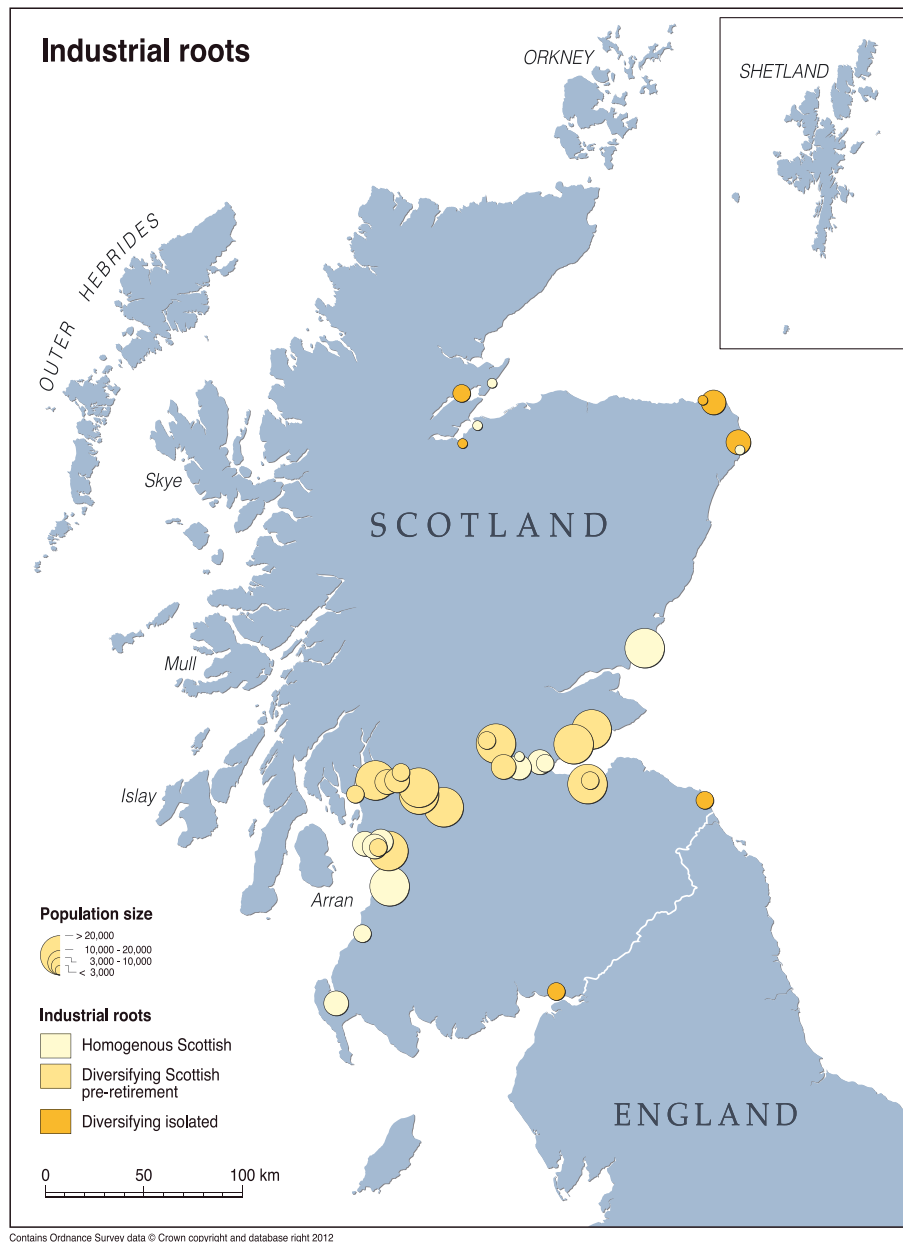 Industrial roots
ORKNEY
SHETLAND
OUTER HEBRIDES
Skye
SCOTLAND
Mull
Islay
Arran
Population size
> 20,000
10,000 - 20,000
3,000 - 10,000
< 3,000
Industrial roots
Homogenous Scottish
Diversifying Scottish
pre-retirement
Diversifying isolated
ENGLAND
0 50 100 km
Contains Ordnance Survey data © Crown copyright and database right 2012